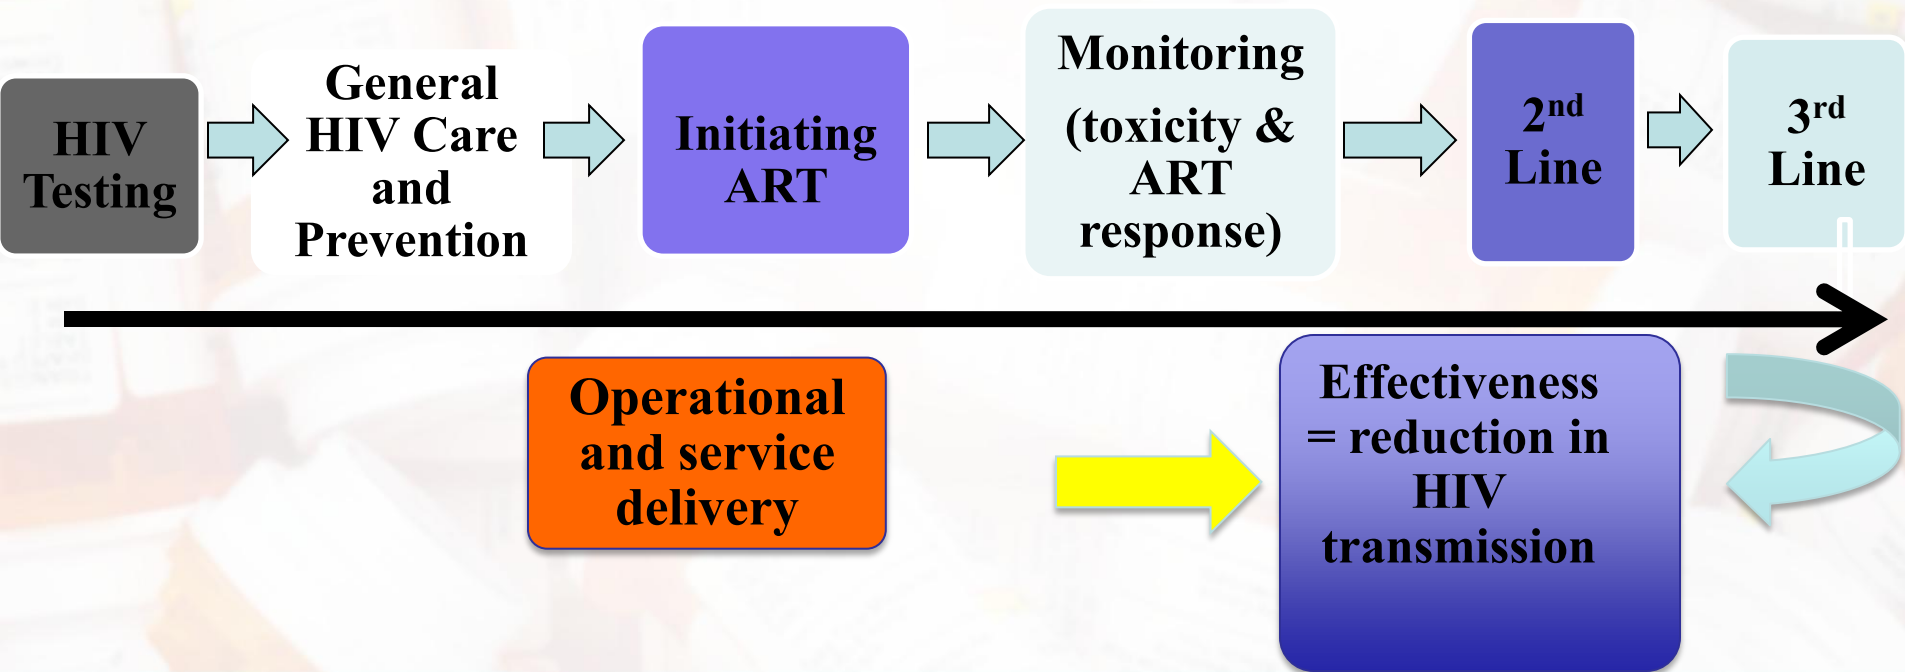 HIV
Testing
General
HIV Care
and
Prevention
Initiating
ART
Monitoring
(toxicity &
ART
response)
2nd
Line
3rd
Line
Operational
and service
delivery
Effectiveness
= reduction in
HIV
transmission